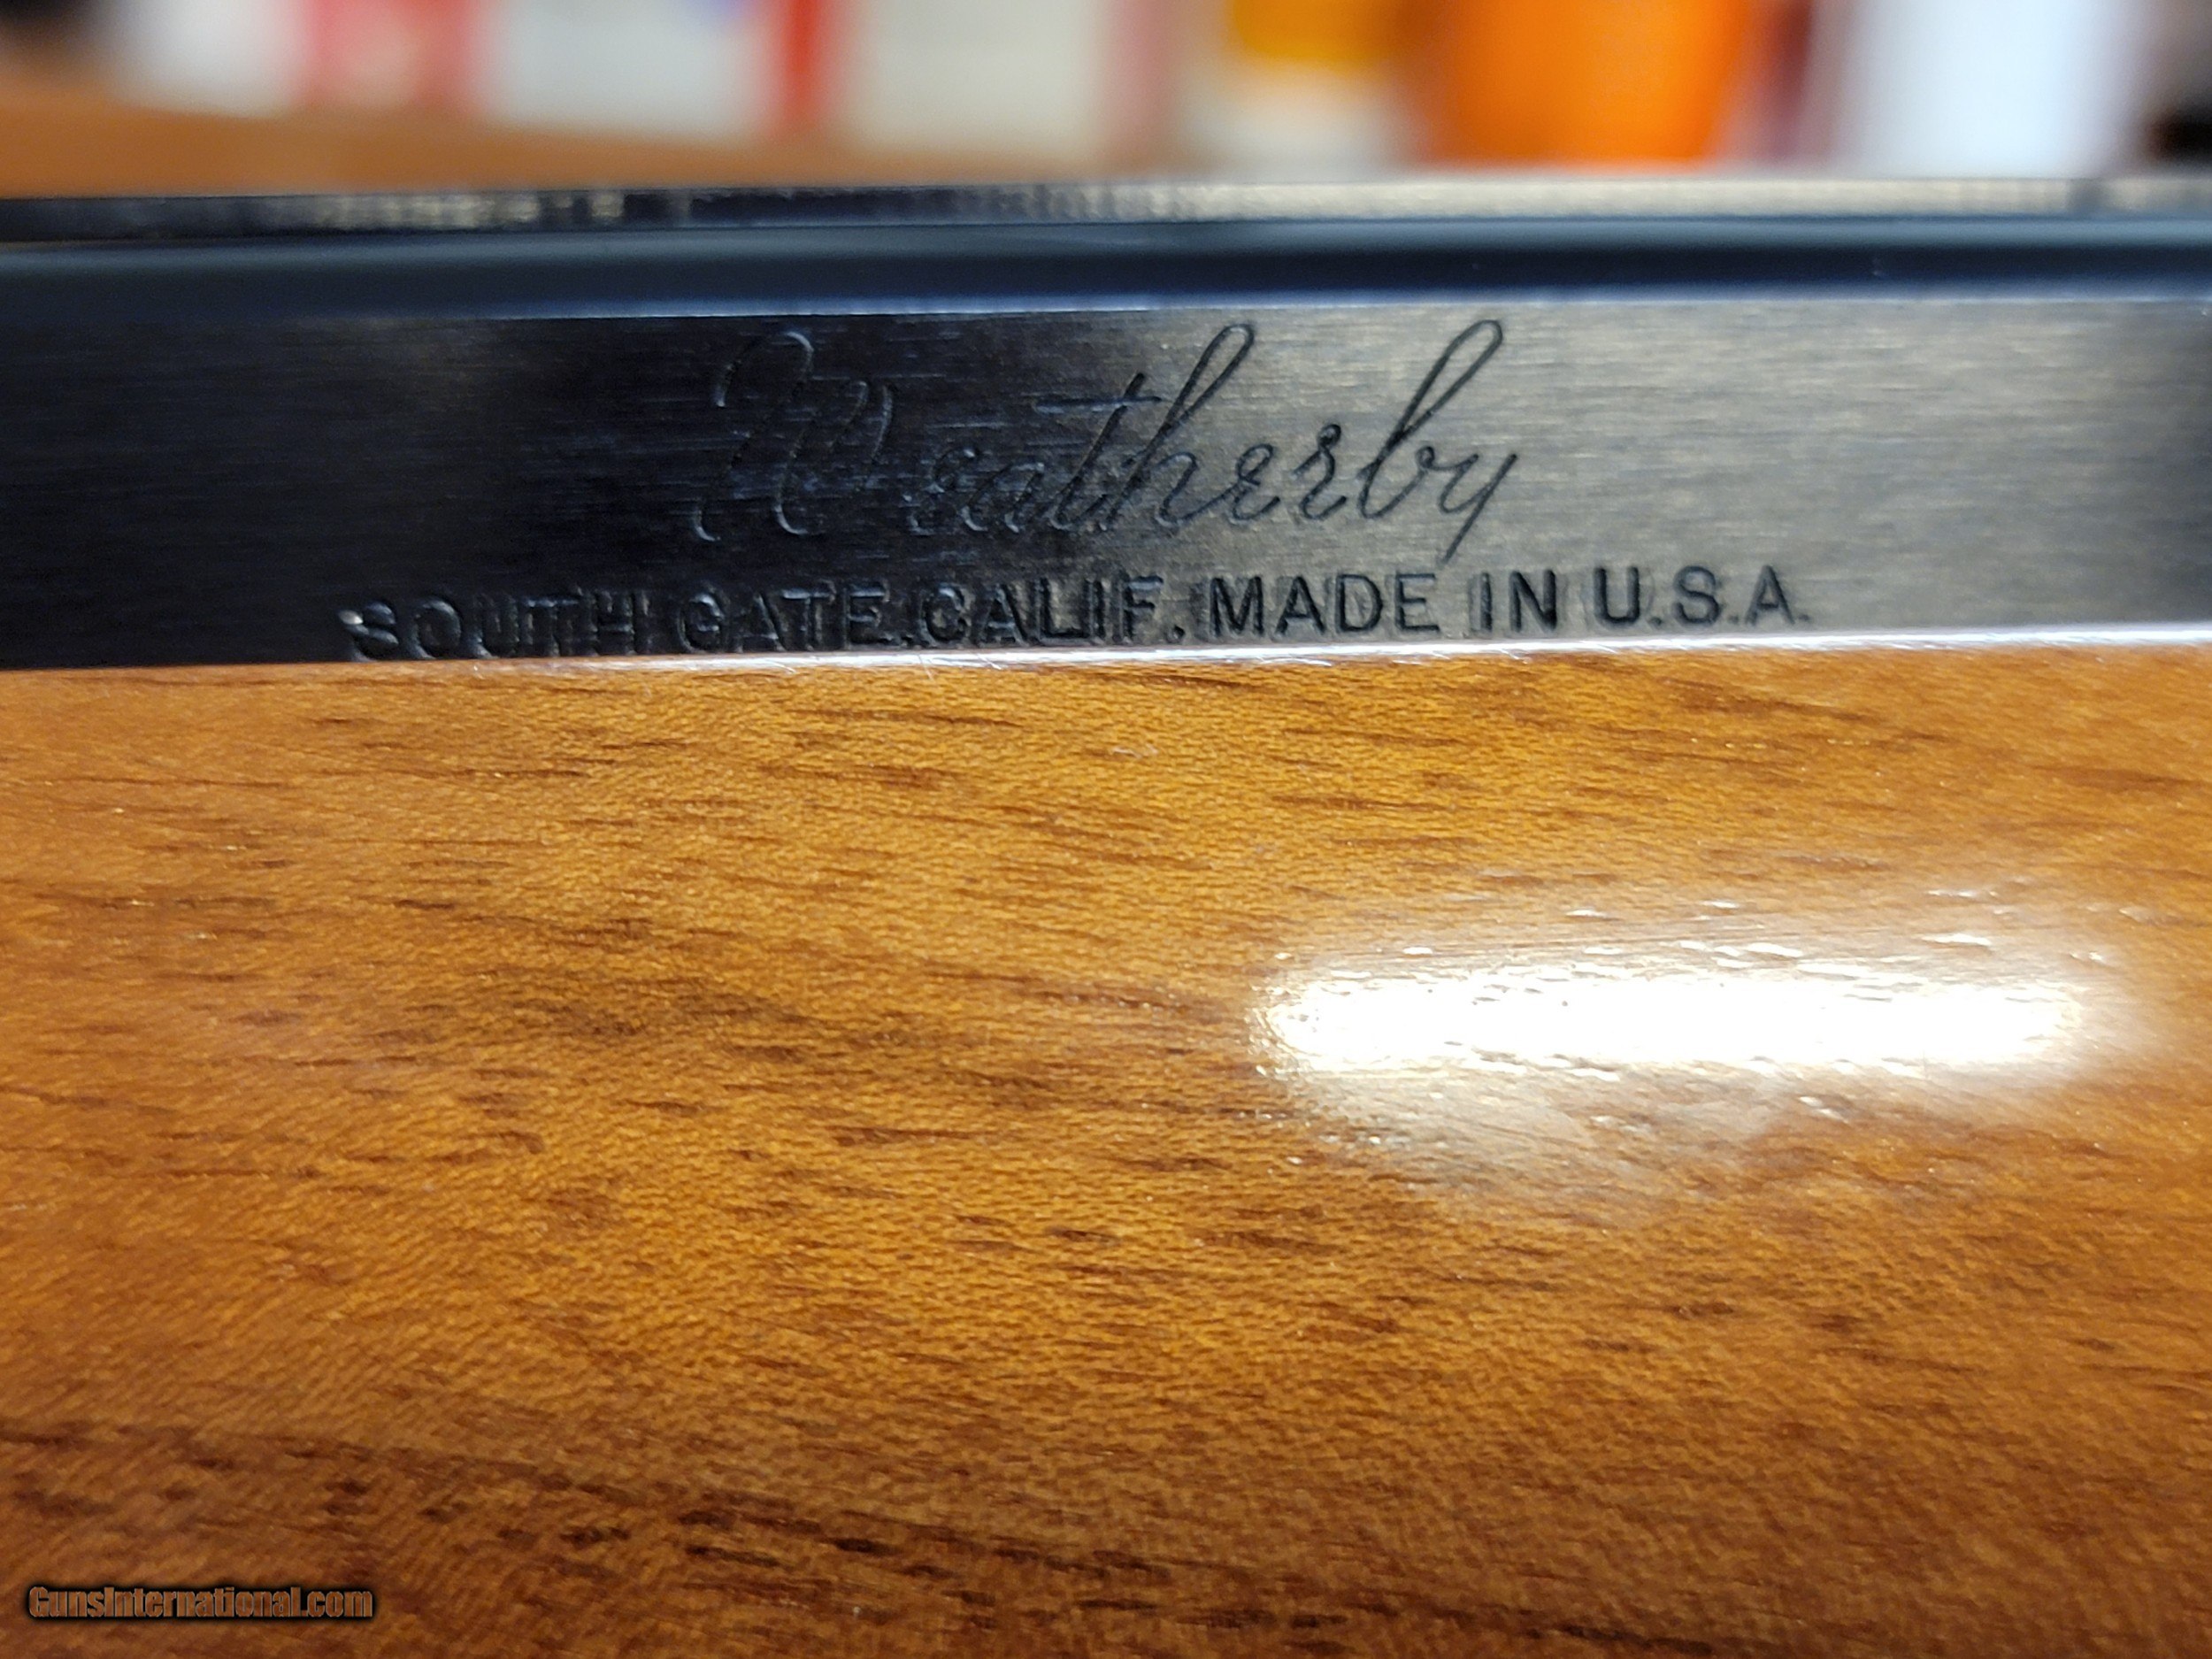 Weatherby
SOUTH GATE, CALIF. MADE IN U.S.A.
GunsInternational.com